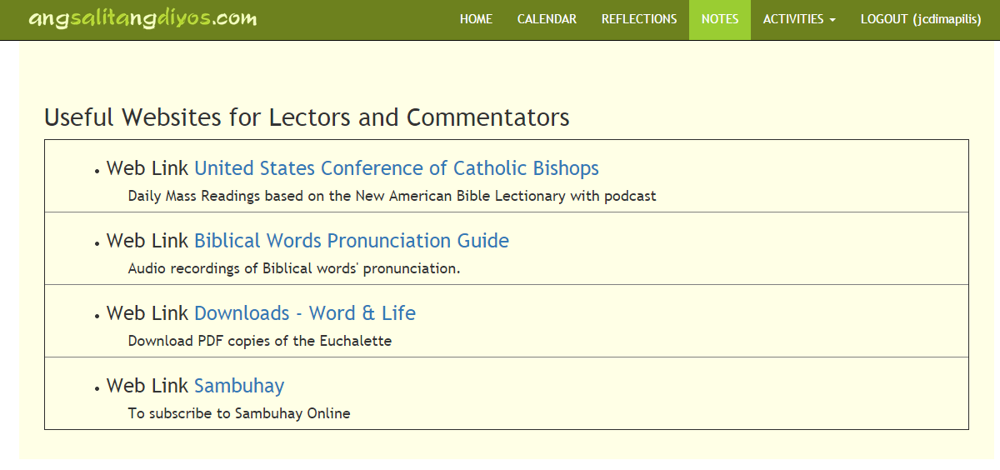 angsalitangdiyos.com HOME CALENDAR REFLECTIONS NOTES ACTIVITIES LOGOUT (jcdimapilis)
Useful Websites for Lectors and Commentators
• Web Link United States Conference of Catholic Bishops
Daily Mass Readings based on the New American Bible Lectionary with podcast
• Web Link Biblical Words Pronunciation Guide
Audio recordings of Biblical words' pronunciation.
• Web Link Downloads - Word & Life
Download PDF copies of the Euchalette
• Web Link Sambuhay
To subscribe to Sambuhay Online